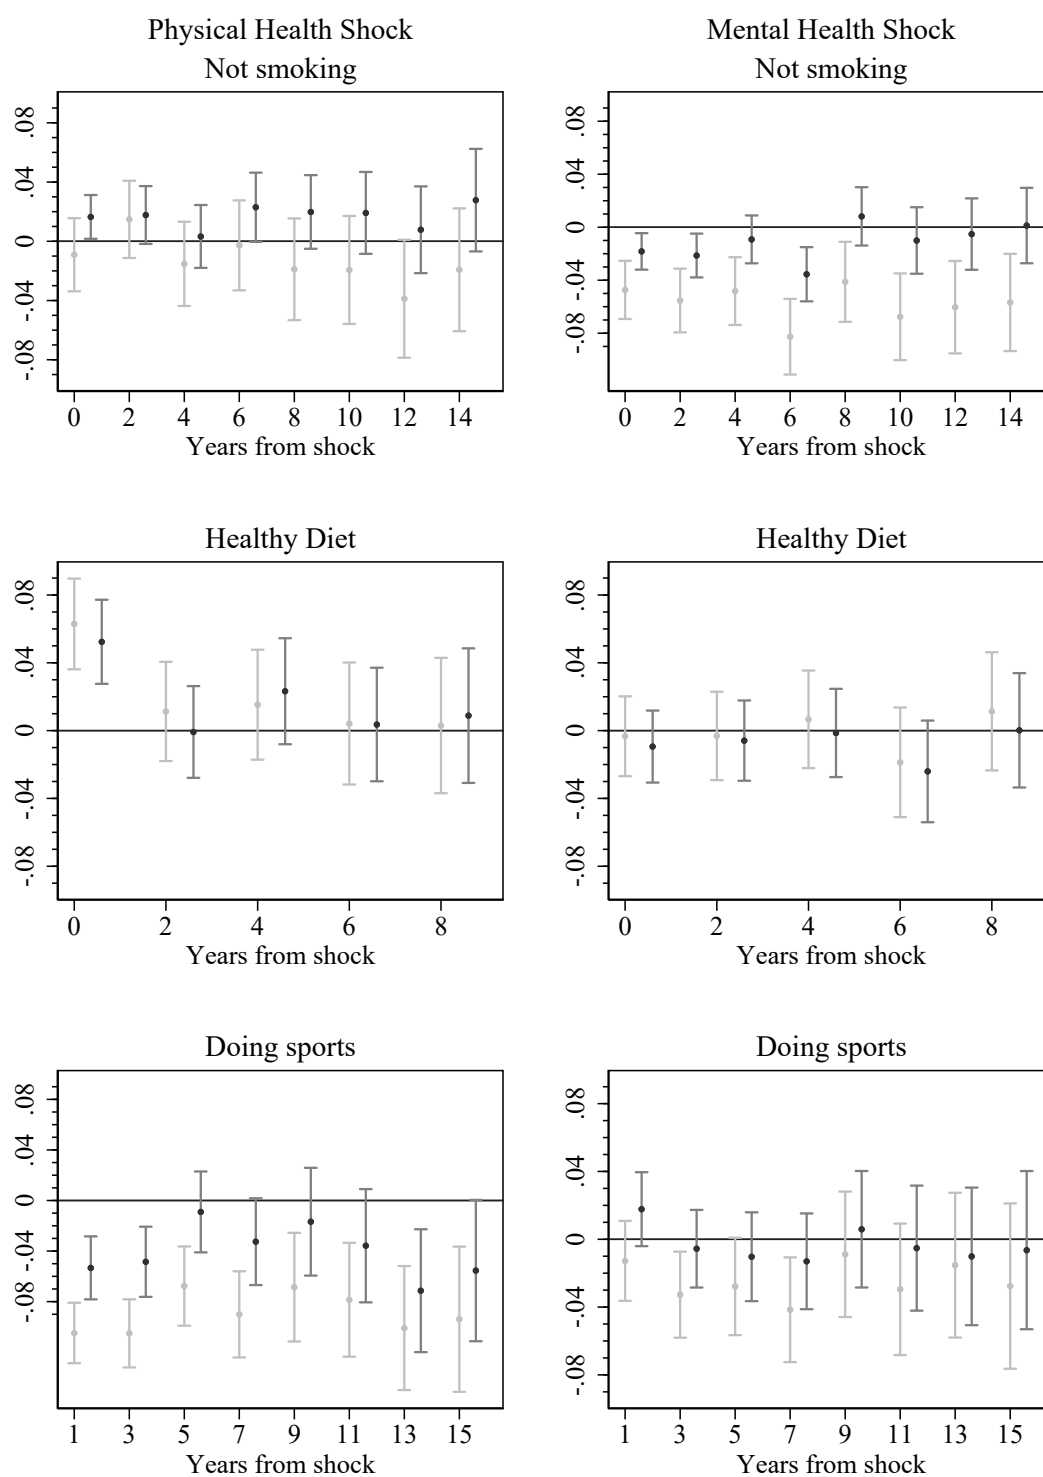 Physical Health Shock
Not smoking
.08
.04
0
-.04
-.08
0 2 4 6 8 10 12 14
Years from shock
Mental Health Shock
Not smoking
.08
.04
0
-.04
-.08
0 2 4 6 8 10 12 14
Years from shock
Healthy Diet
.08
.04
0
-.04
-.08
0 2 4 6 8
Years from shock
Healthy Diet
.08
.04
0
-.04
-.08
0 2 4 6 8
Years from shock
Doing sports
.08
.04
0
-.04
-.08
1 3 5 7 9 11 13 15
Years from shock
Doing sports
.08
.04
0
-.04
-.08
1 3 5 7 9 11 13 15
Years from shock